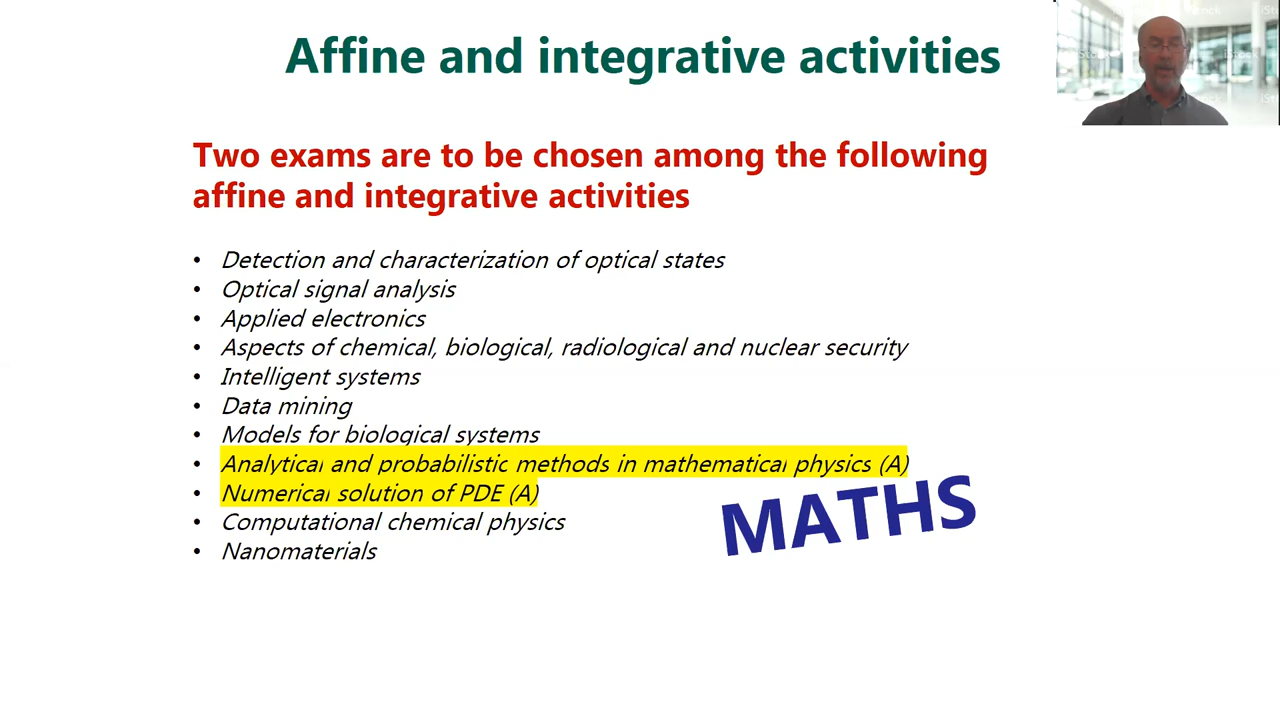 Affine and integrative activities
Two exams are to be chosen among the following
affine and integrative activities
• Detection and characterization of optical states
• Optical signal analysis
• Applied electronics
• Aspects of chemical, biological, radiological and nuclear security
• Intelligent systems
• Data mining
• Models for biological systems
• Analytical and probabilistic methods in mathematical physics (A)
• Numerical solution of PDE (A)
• Computational chemical physics
• Nanomaterials
MATHS